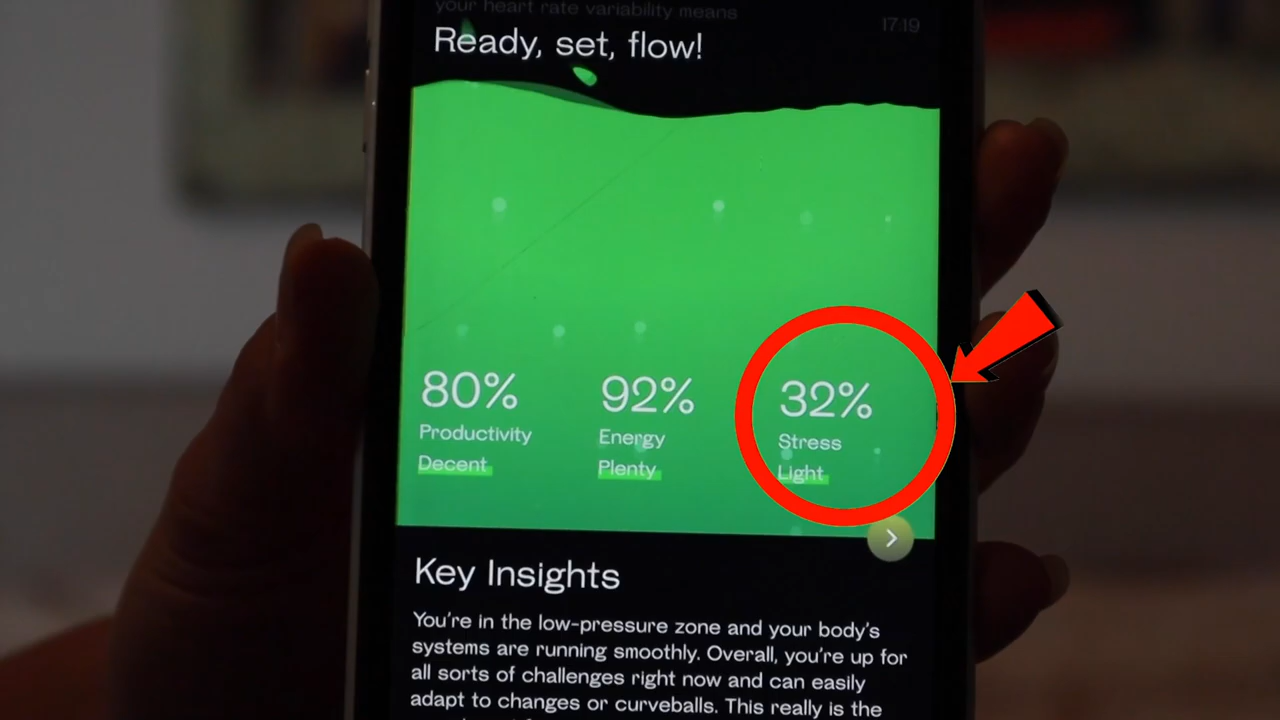 your heart rate variability means
17:19
Ready, set, flow!
80%
92%
32%
Productivity
Energy
Stress
Decent
Plenty
Light
Key Insights
You're in the low-pressure zone and your body's
systems are running smoothly. Overall, you're up for
all sorts of challenges right now and can easily
adapt to changes or curveballs. This really is the